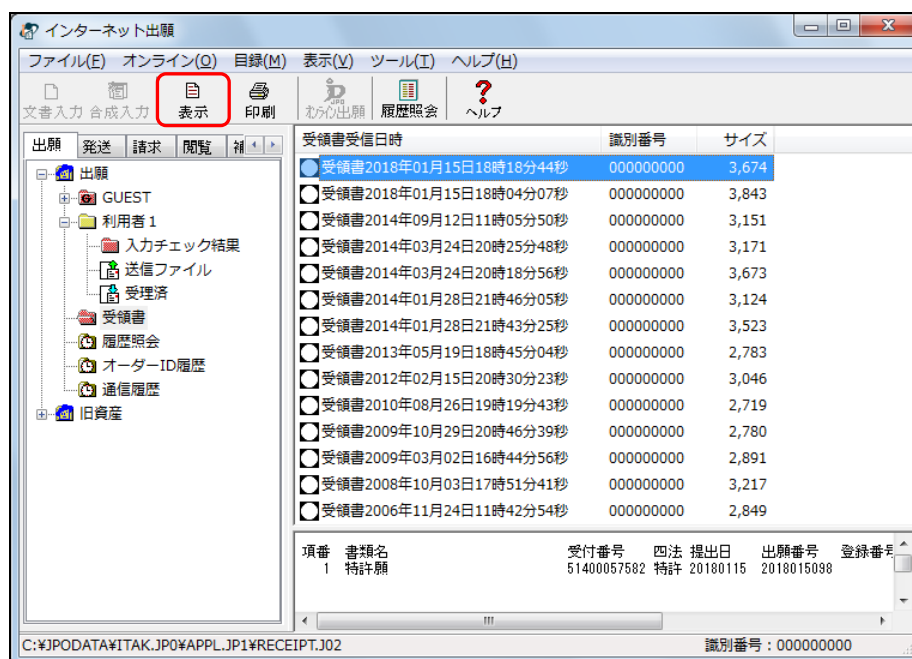 インターネット出願
ファイル(F) オンライン(O) 目録(M) 表示(V) ツール(T) ヘルプ(H)
文書入力 合成入力 表示 印刷 わらかん出願 履歴照会 ヘルプ
出願 発送 請求 閲覧 補
出願
GUEST
利用者1
入力チェック結果
送信ファイル
受理済
受領書
履歴照会
オーダーID履歴
通信履歴
旧資産
受領書受信日時 識別番号 サイズ
受領書2018年01月15日18時18分44秒 000000000 3,674
受領書2018年01月15日18時04分07秒 000000000 3,843
受領書2014年09月12日11時05分50秒 000000000 3,151
受領書2014年03月24日20時25分48秒 000000000 3,171
受領書2014年03月24日20時18分56秒 000000000 3,673
受領書2014年01月28日21時46分05秒 000000000 3,124
受領書2014年01月28日21時43分25秒 000000000 3,523
受領書2013年05月19日18時45分04秒 000000000 2,783
受領書2012年02月15日20時30分23秒 000000000 3,046
受領書2010年08月26日19時19分43秒 000000000 2,719
受領書2009年10月29日20時46分39秒 000000000 2,780
受領書2009年03月02日16時44分56秒 000000000 2,891
受領書2008年10月03日17時51分41秒 000000000 3,217
受領書2006年11月24日11時42分54秒 000000000 2,849
項番 書類名 受付番号 四法 提出日 出願番号 登録番号
1 特許願 51400057582 特許 20180115 2018015098
C:¥JPODATA¥ITAK.JP0¥APPL.JP1¥RECEIPT.J02 識別番号:000000000